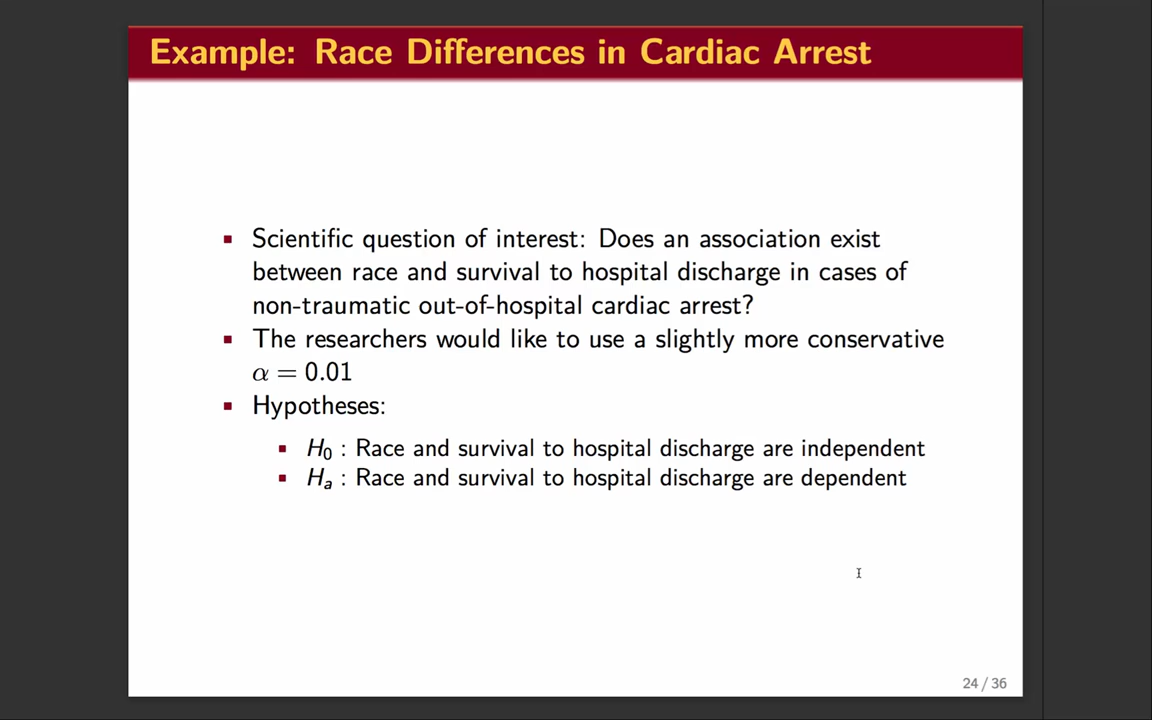 Example: Race Differences in Cardiac Arrest
Scientific question of interest: Does an association exist
between race and survival to hospital discharge in cases of
non-traumatic out-of-hospital cardiac arrest?
The researchers would like to use a slightly more conservative
α = 0.01
Hypotheses:
H₀ : Race and survival to hospital discharge are independent
Hₐ : Race and survival to hospital discharge are dependent
24 / 36